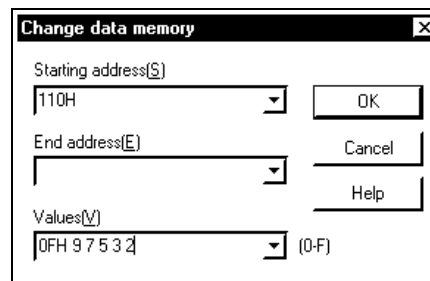 Change data memory
Starting address(S)
110H
OK
End address(E)
Cancel
Help
Values(V)
0FH 9 7 5 3 2
(0-F)